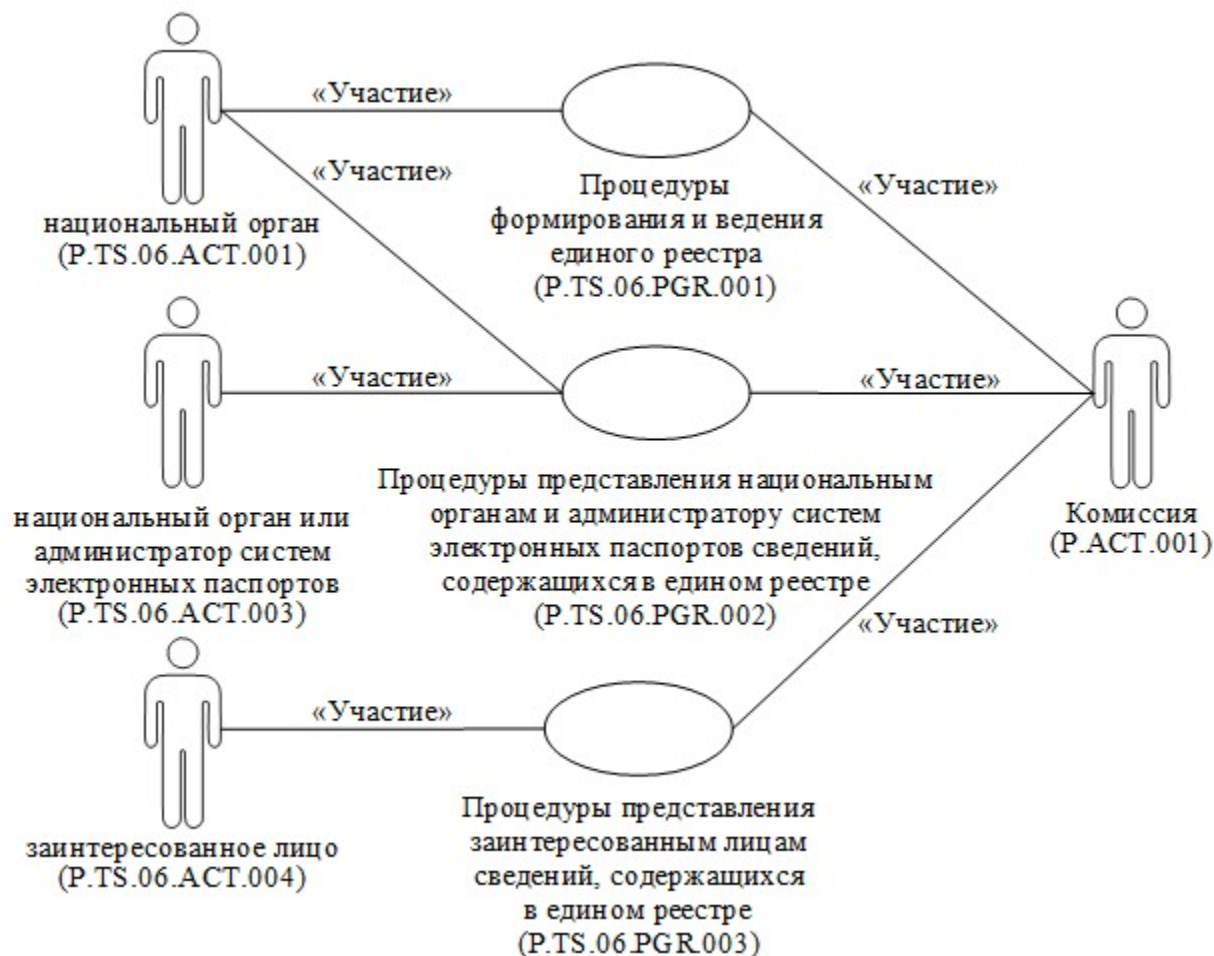 «Участие»
«Участие»
«Участие»
национальный орган
(P.TS.06.ACT.001)
Процедуры
формирования и ведения
единого реестра
(P.TS.06.PGR.001)
«Участие»
«Участие»
национальный орган или
администратор систем
электронных паспортов
(P.TS.06.ACT.003)
Процедуры представления национальным
органам и администратору систем
электронных паспортов сведений,
содержащихся в едином реестре
(P.TS.06.PGR.002)
Комиссия
(P.ACT.001)
«Участие»
«Участие»
заинтересованное лицо
(P.TS.06.ACT.004)
Процедуры представления
заинтересованным лицам
сведений, содержащихся
в едином реестре
(P.TS.06.PGR.003)